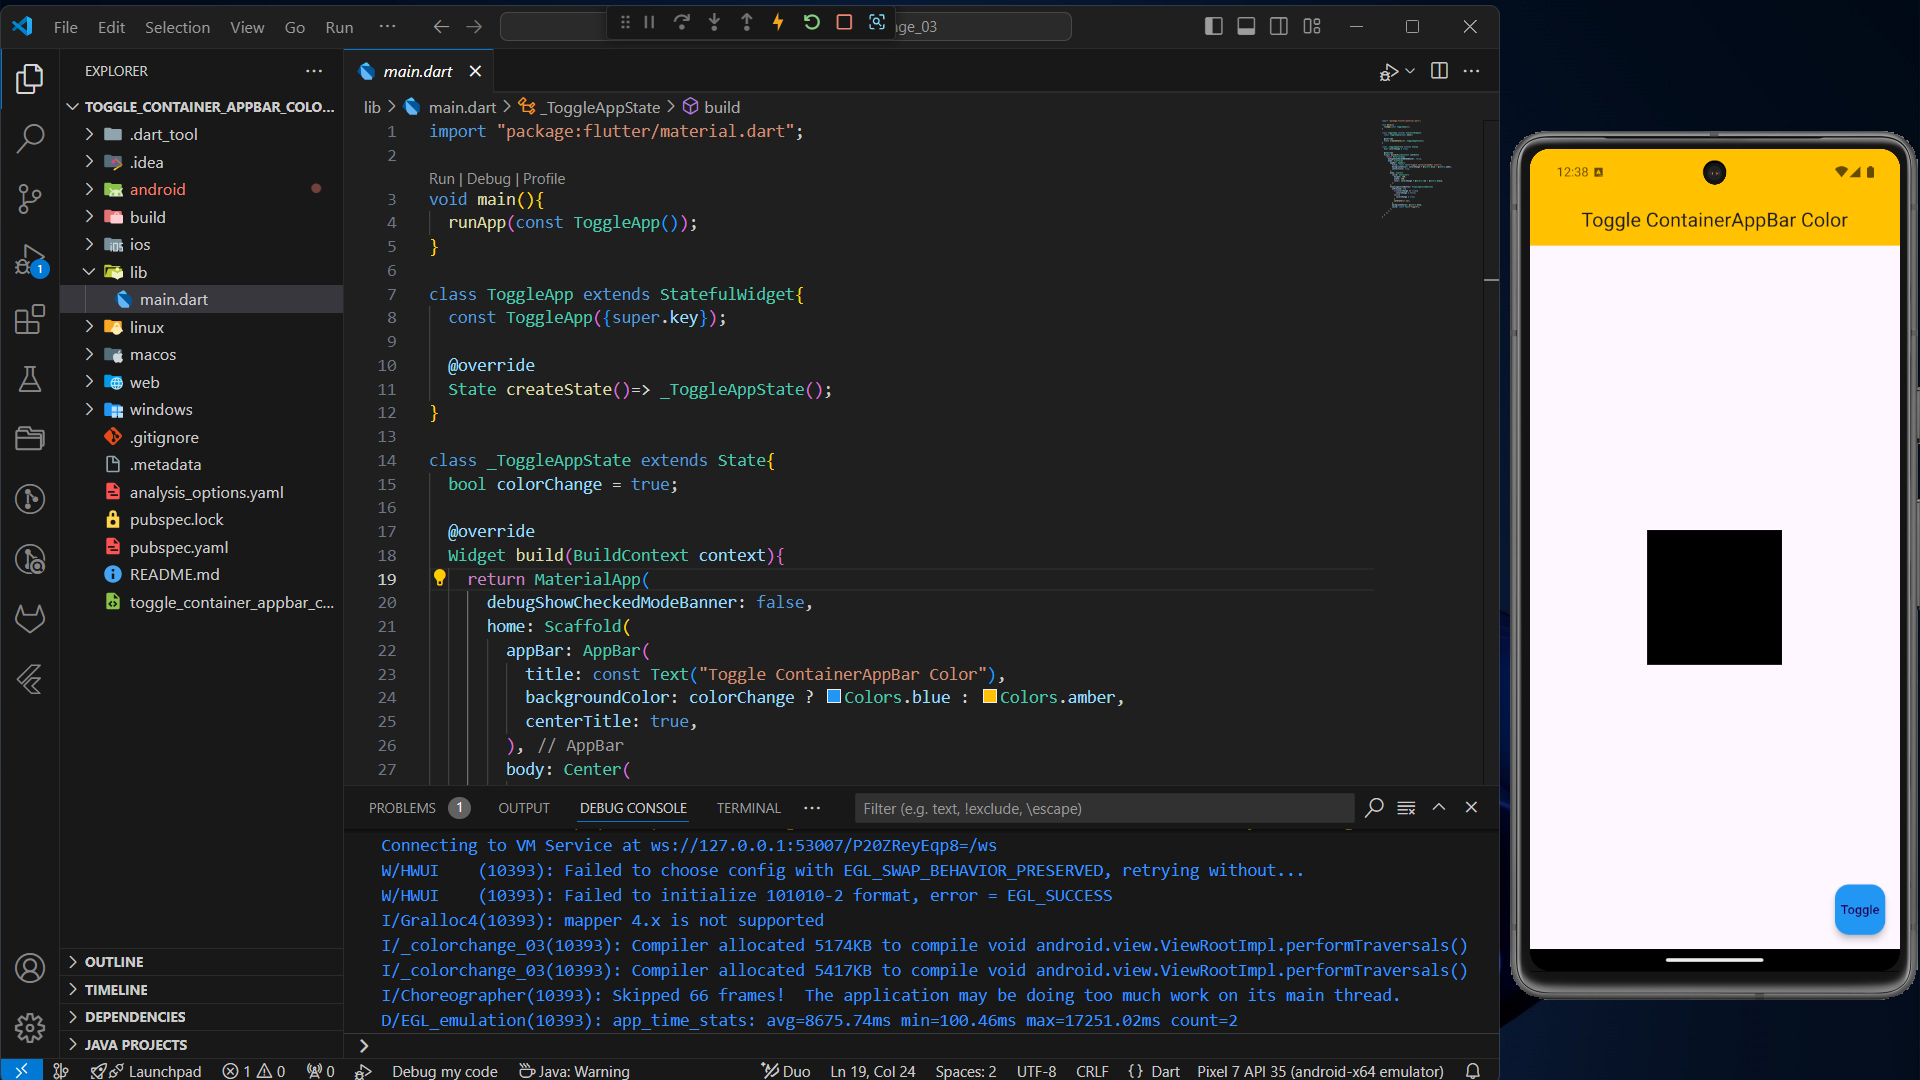 File Edit Selection View Go Run ··· nge_03
EXPLORER
TOGGLE_CONTAINER_APPBAR_COLO...
.dart_tool
.idea
android
build
ios
lib
main.dart
linux
macos
web
windows
.gitignore
.metadata
analysis_options.yaml
pubspec.lock
pubspec.yaml
README.md
toggle_container_appbar_c...
OUTLINE
TIMELINE
DEPENDENCIES
JAVA PROJECTS
main.dart
lib > main.dart > _ToggleAppState > build
1 import "package:flutter/material.dart";
2
Run | Debug | Profile
3 void main(){
4 runApp(const ToggleApp());
5 }
6
7 class ToggleApp extends StatefulWidget{
8 const ToggleApp({super.key});
9
10 @override
11 State createState()=> _ToggleAppState();
12 }
13
14 class _ToggleAppState extends State{
15 bool colorChange = true;
16
17 @override
18 Widget build(BuildContext context){
19 return MaterialApp(
20 debugShowCheckedModeBanner: false,
21 home: Scaffold(
22 appBar: AppBar(
23 title: const Text("Toggle ContainerAppBar Color"),
24 backgroundColor: colorChange ? Colors.blue : Colors.amber,
25 centerTitle: true,
26 ), // AppBar
27 body: Center(
PROBLEMS 1 OUTPUT DEBUG CONSOLE TERMINAL ··· Filter (e.g. text, !exclude, \escape)
Connecting to VM Service at ws://127.0.0.1:53007/P20ZReyEqp8=/ws
W/HWUI (10393): Failed to choose config with EGL_SWAP_BEHAVIOR_PRESERVED, retrying without...
W/HWUI (10393): Failed to initialize 101010-2 format, error = EGL_SUCCESS
I/Gralloc4(10393): mapper 4.x is not supported
I/_colorchange_03(10393): Compiler allocated 5174KB to compile void android.view.ViewRootImpl.performTraversals()
I/_colorchange_03(10393): Compiler allocated 5417KB to compile void android.view.ViewRootImpl.performTraversals()
I/Choreographer(10393): Skipped 66 frames! The application may be doing too much work on its main thread.
D/EGL_emulation(10393): app_time_stats: avg=8675.74ms min=100.46ms max=17251.02ms count=2
>
1
Launchpad 1 0 0 Debug my code Java: Warning Duo Ln 19, Col 24 Spaces: 2 UTF-8 CRLF {} Dart Pixel 7 API 35 (android-x64 emulator)
12:38
Toggle ContainerAppBar Color
Toggle